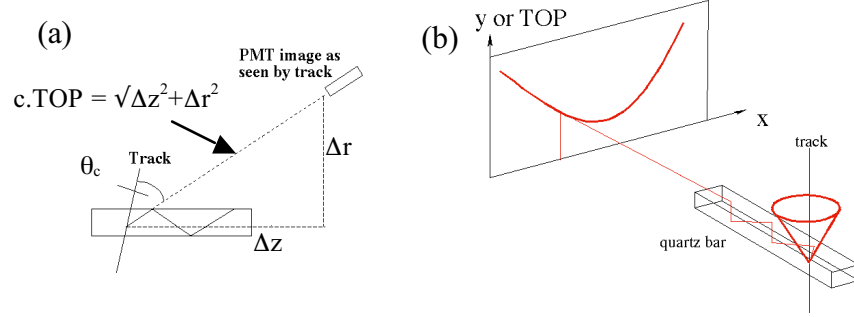 (a)
PMT image as
seen by track
c.TOP = √Δz²+Δr²
Track
θc
Δr
Δz
(b)
y or TOP
x
track
quartz bar